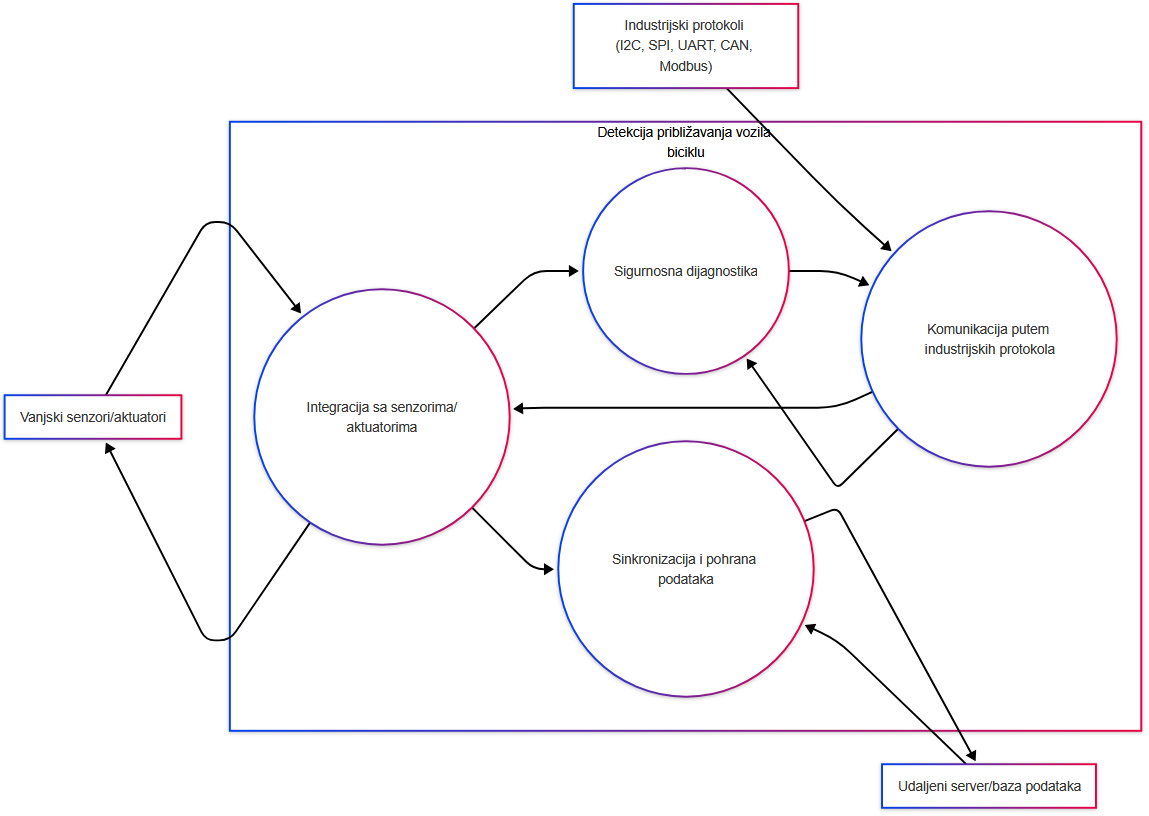 Industrijski protokoli
(I2C, SPI, UART, CAN,
Modbus)
Detekcija približavanja vozila
biciklu
Sigurnosna dijagnostika
Komunikacija putem
industrijskih protokola
Vanjski senzori/aktuatori
Integracija sa senzorima/
aktuatorima
Sinkronizacija i pohrana
podataka
Udaljeni server/baza podataka